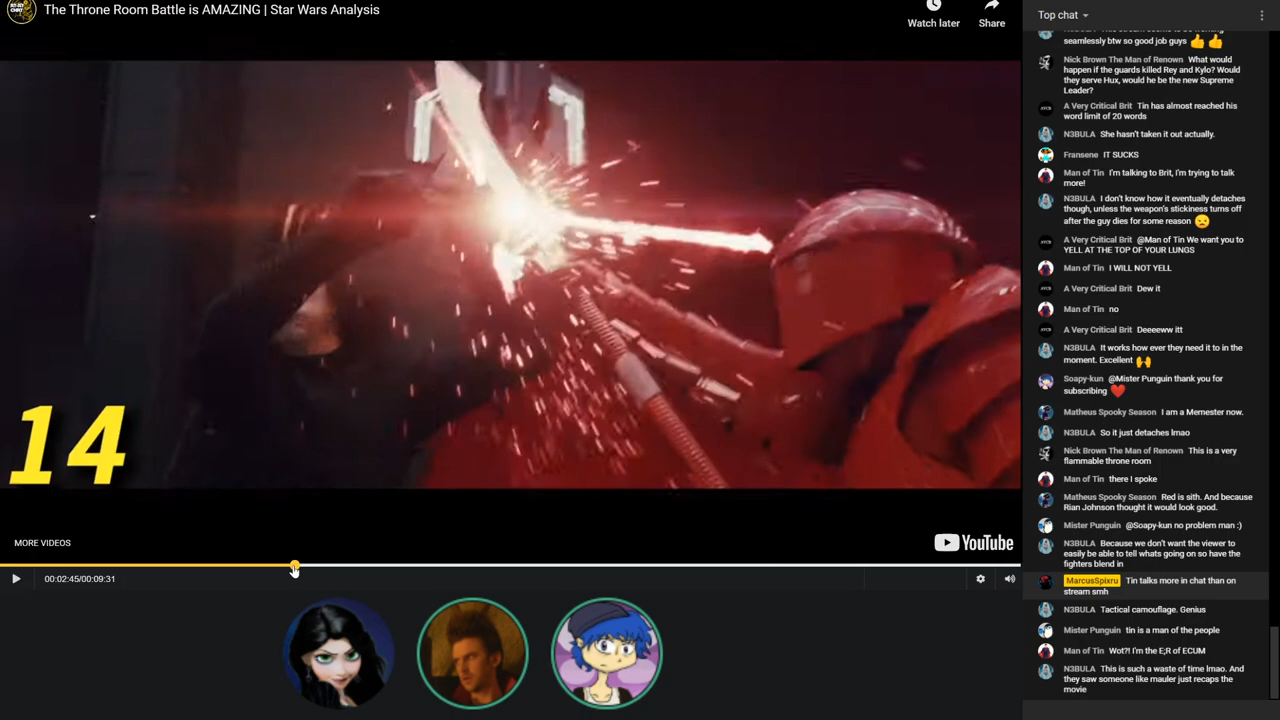 The Throne Room Battle is AMAZING | Star Wars Analysis
Watch later
Share
14
MORE VIDEOS
YouTube
00:02:45/00:09:31
Top chat
seamlessly btw so good job guys
Nick Brown The Man of Renown What would
happen if the guards killed Rey and Kylo? Would
they serve Hux, would he be the new Supreme
Leader?
A Very Critical Brit Tin has almost reached his
word limit of 20 words
N3BULA She hasn't taken it out actually.
Fransene IT SUCKS
Man of Tin I'm talking to Brit, I'm trying to talk
more!
N3BULA I don't know how it eventually detaches
though, unless the weapon's stickiness turns off
after the guy dies for some reason
A Very Critical Brit @Man of Tin We want you to
YELL AT THE TOP OF YOUR LUNGS
Man of Tin I WILL NOT YELL
A Very Critical Brit Dew it
Man of Tin no
A Very Critical Brit Deeeeww itt
N3BULA It works how ever they need it to in the
moment. Excellent
Soapy-kun @Mister Punguin thank you for
subscribing
Matheus Spooky Season I am a Memester now.
N3BULA So it just detaches lmao
Nick Brown The Man of Renown This is a very
flammable throne room
Man of Tin there I spoke
Matheus Spooky Season Red is sith. And because
Rian Johnson thought it would look good.
Mister Punguin @Soapy-kun no problem man :)
N3BULA Because we don't want the viewer to
easily be able to tell whats going on so have the
fighters blend in
MarcusSpixru Tin talks more in chat than on
stream smh
N3BULA Tactical camouflage. Genius
Mister Punguin tin is a man of the people
Man of Tin Wot?! I'm the E;R of ECUM
N3BULA This is such a waste of time lmao. And
they saw someone like mauler just recaps the
movie